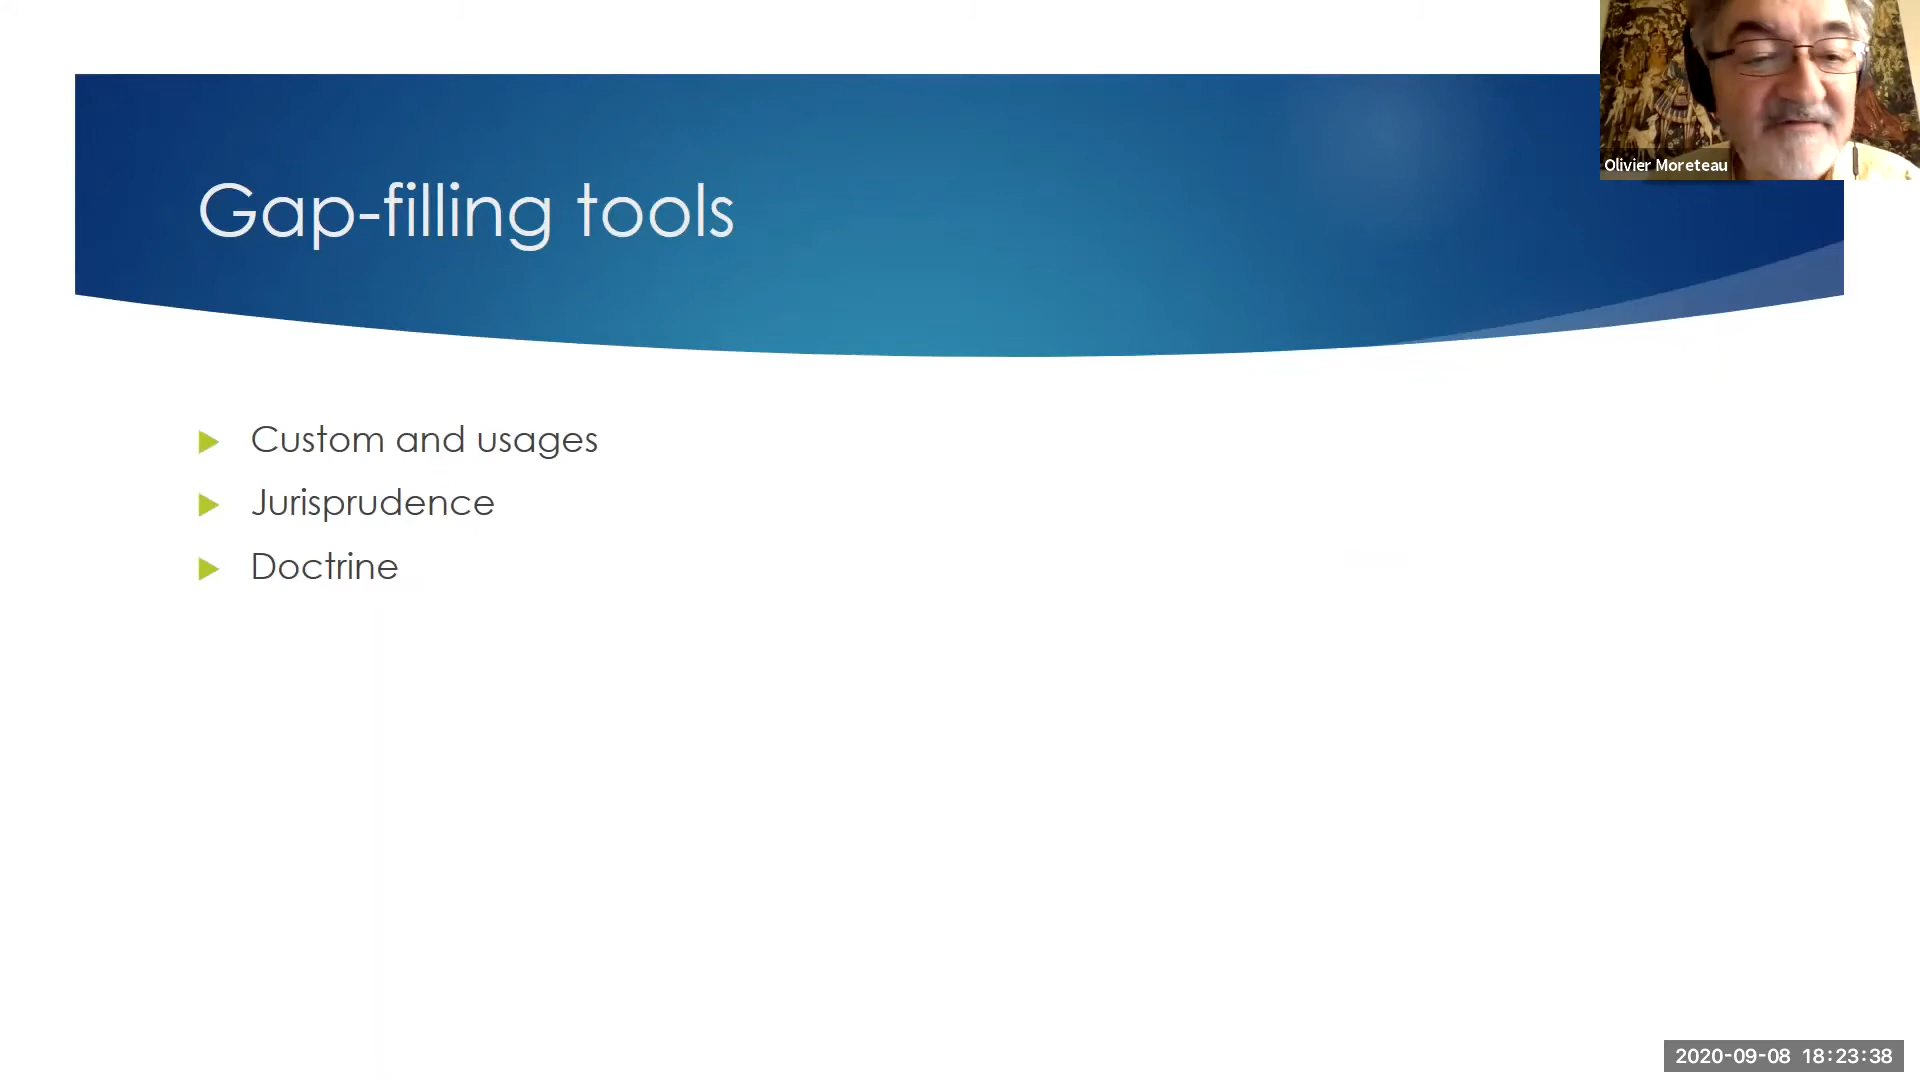 Olivier Moreteau
Gap-filling tools
Custom and usages
Jurisprudence
Doctrine
2020-09-08 18:23:38